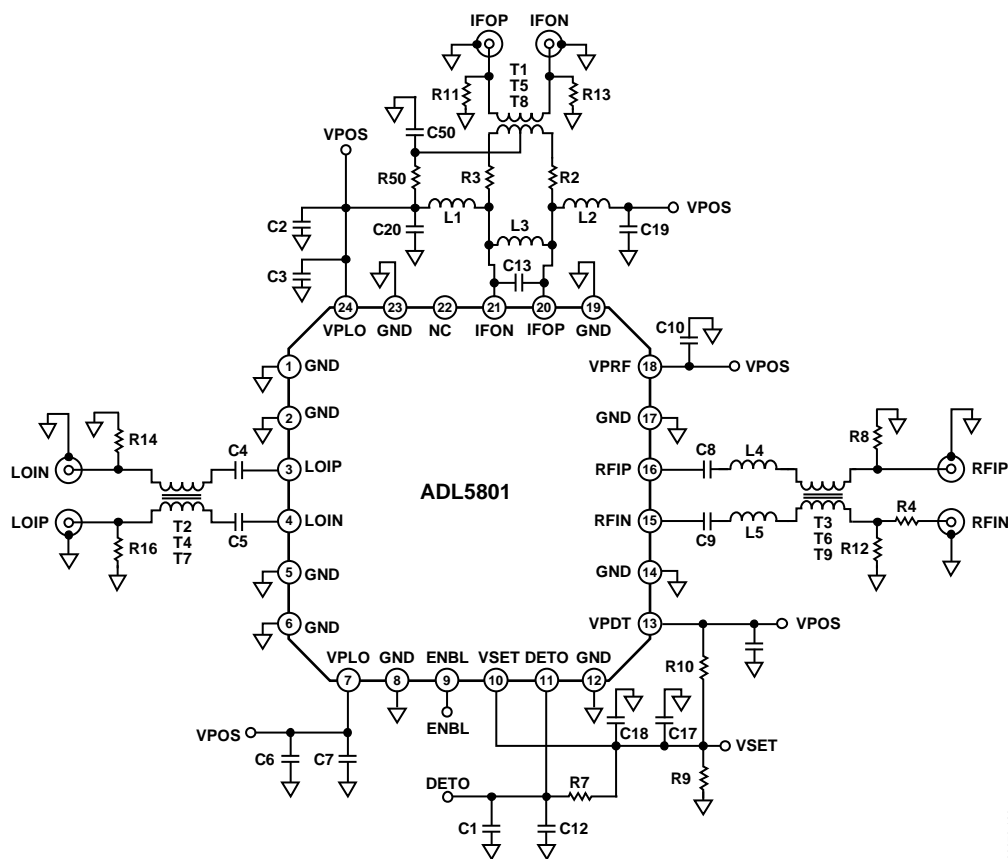 IFOP IFON
T1
T5
T8
R11 R13
C50
VPOS
R50 R3 R2
VPOS
L1 L2
C2 C20 L3 C19
C13
C3
24 23 22 21 20 19
VPLO GND NC IFON IFOP GND
C10
1 GND
VPRF 18 VPOS
2 GND
GND 17
R14 C4 C8 L4 R8
LOIN 3 LOIP RFIP 16 RFIP
ADL5801
LOIP 4 LOIN RFIN 15 R4 RFIN
C5 C9 L5
T2
T4
T7
T3
T6
T9
R16 R12
5 GND GND 14
6 GND VPDT 13 VPOS
R10
VPLO GND ENBL VSET DETO GND
7 8 9 10 11 12
ENBL
C18 C17
VPOS VSET
C6 C7
R9
DETO R7
C1 C12